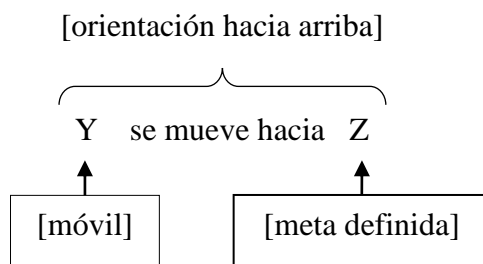 [orientación hacia arriba]
Y se mueve hacia Z
[móvil] [meta definida]